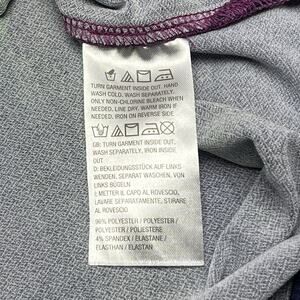 TURN GARMENT INSIDE OUT. HAND
WASH COLD. WASH SEPARATELY.
ONLY NON-CHLORINE BLEACH WHEN
NEEDED. LINE DRY. WARM IRON IF
NEEDED. IRON ON REVERSE SIDE
GB: TURN GARMENT INSIDE OUT,
WASH SEPARATELY, IRON INSIDE
OUT
D: BEKLEIDUNGSSTÜCK AUF LINKS
WENDEN, SEPARAT WASCHEN, VON
LINKS BÜGELN
I: METTER IL CAPO AL ROVESCIO,
LAVARE SEPARATAMENTE, STIRARE
AL ROVESCIO
96% POLYESTER / POLYESTER
/ POLYESTER / POLIESTERE
4% SPANDEX / ELASTANE /
ELASTHAN / ELASTAN